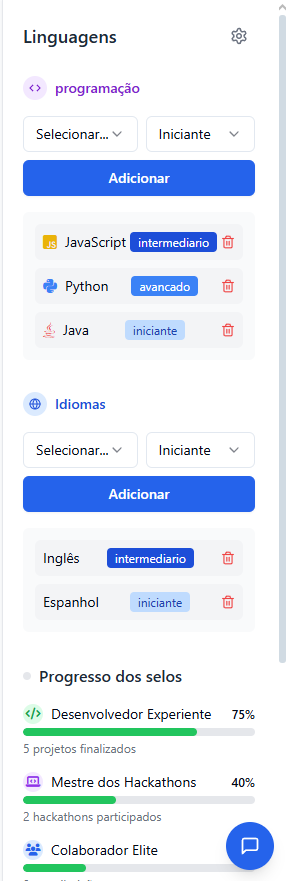 Linguagens
programação
Selecionar... Iniciante
Adicionar
JS JavaScript intermediario
Python avancado
Java iniciante
Idiomas
Selecionar... Iniciante
Adicionar
Inglês intermediario
Espanhol iniciante
Progresso dos selos
Desenvolvedor Experiente 75%
5 projetos finalizados
Mestre dos Hackathons 40%
2 hackathons participados
Colaborador Elite